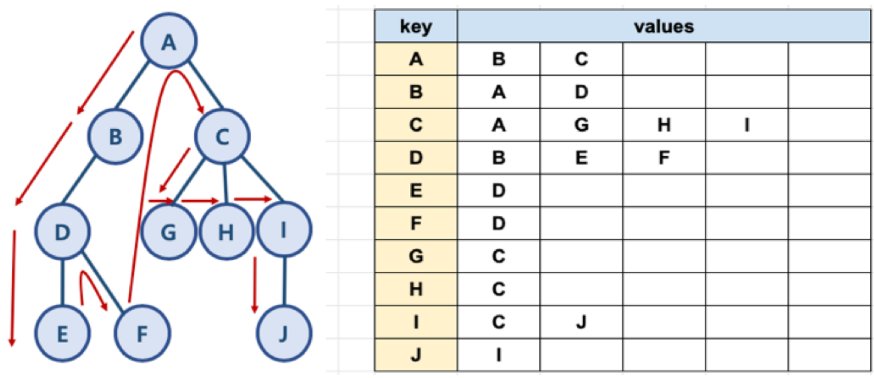 A
B C
D G H I
E F J
key values
A B C
B A D
C A G H I
D B E F
E D
F D
G C
H C
I C J
J I